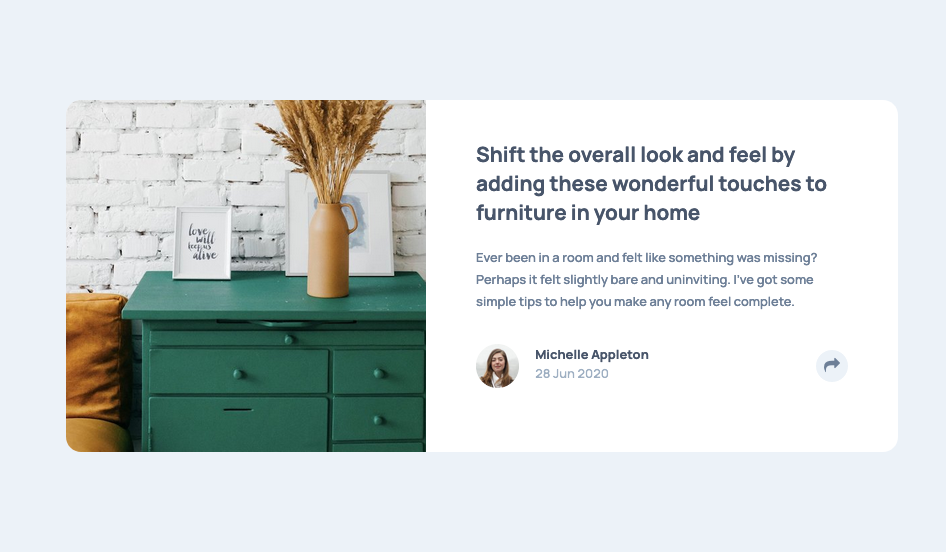 love
will
keep us
alive
Shift the overall look and feel by
adding these wonderful touches to
furniture in your home
Ever been in a room and felt like something was missing?
Perhaps it felt slightly bare and uninviting. I've got some
simple tips to help you make any room feel complete.
Michelle Appleton
28 Jun 2020